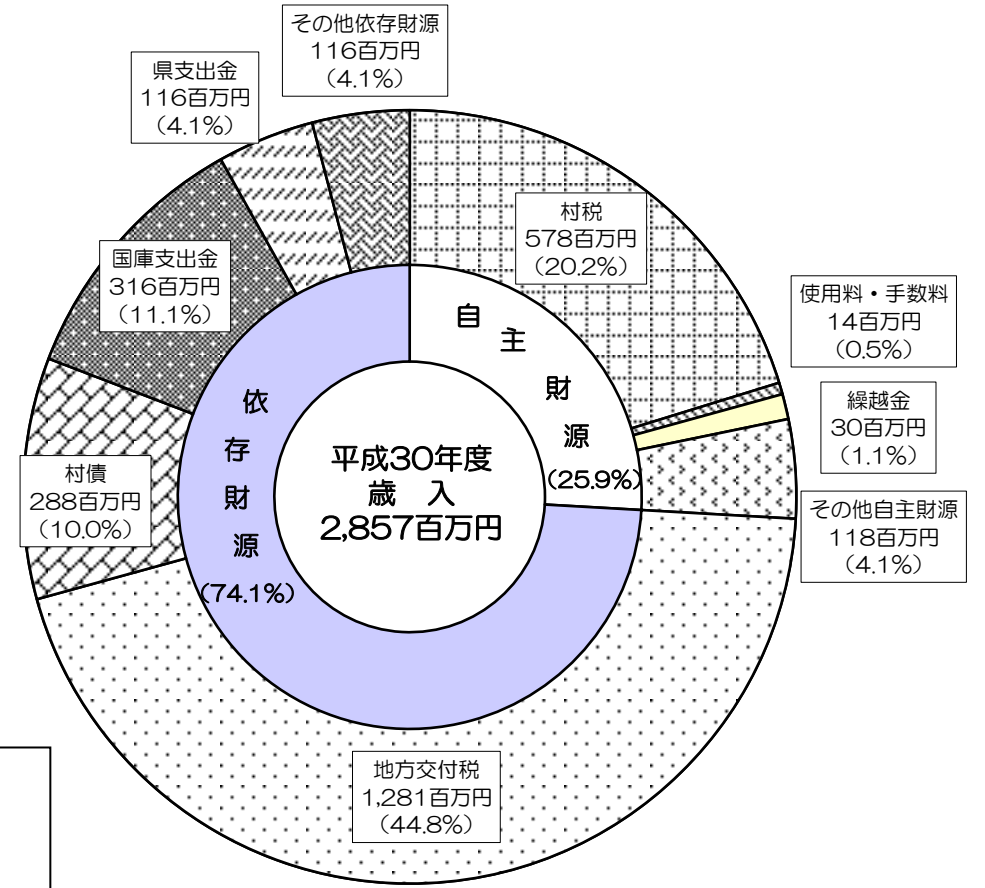 その他依存財源
116百万円
（4.1%）
県支出金
116百万円
（4.1%）
村税
578百万円
（20.2%）
国庫支出金
316百万円
（11.1%）
使用料・手数料
14百万円
（0.5%）
自主財源
（25.9%）
繰越金
30百万円
（1.1%）
依存財源
（74.1%）
平成30年度
歳　入
2,857百万円
村債
288百万円
（10.0%）
その他自主財源
118百万円
（4.1%）
地方交付税
1,281百万円
（44.8%）